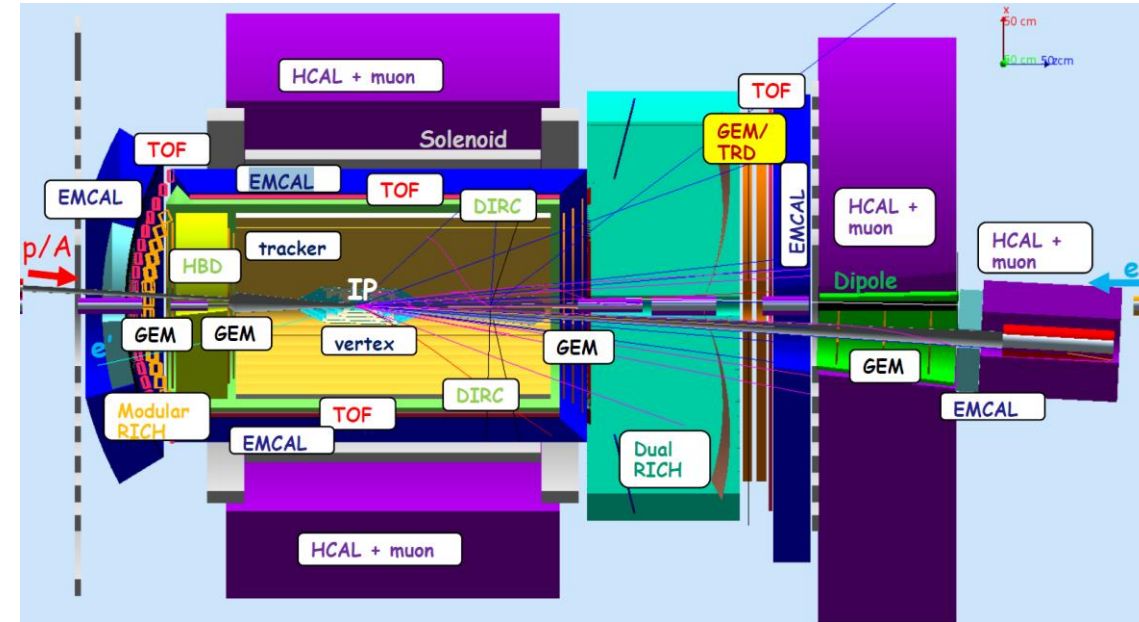 x
50 cm
50 cm 50zcm
HCAL + muon
TOF
Solenoid
GEM/
TRD
TOF
EMCAL
EMCAL
TOF
DIRC
EMCAL
HCAL +
muon
HCAL +
muon
tracker
HBD
p/A
e
IP
Dipole
GEM
GEM
vertex
GEM
GEM
e'
DIRC
Modular
RICH
TOF
EMCAL
EMCAL
Dual
RICH
HCAL + muon